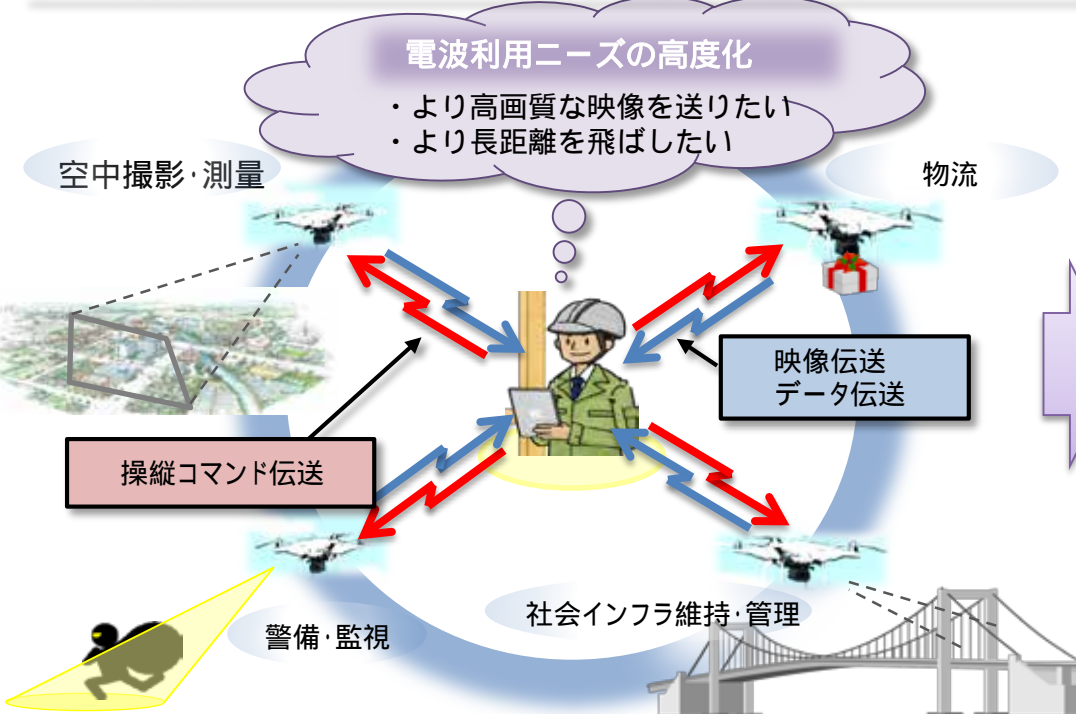 電波利用ニーズの高度化
・より高画質な映像を送りたい
・より長距離を飛ばしたい
空中撮影・測量
物流
映像伝送
データ伝送
操縦コマンド伝送
社会インフラ維持・管理
警備・監視